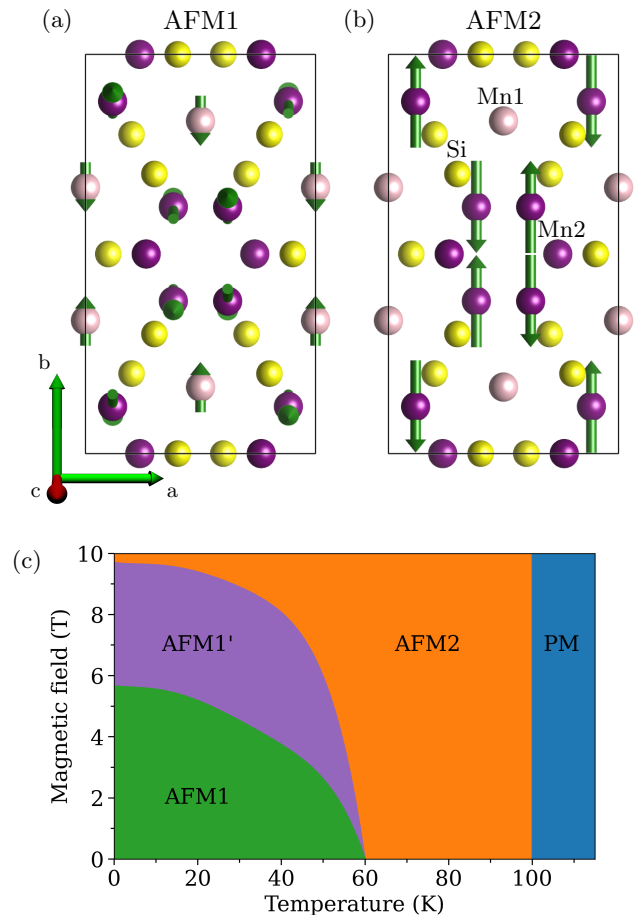 (a) AFM1
(b) AFM2
Mn1
Si
Mn2
b
c
a
(c)
10
8
6
4
2
0
Magnetic field (T)
AFM1'
AFM2
PM
AFM1
0 20 40 60 80 100
Temperature (K)